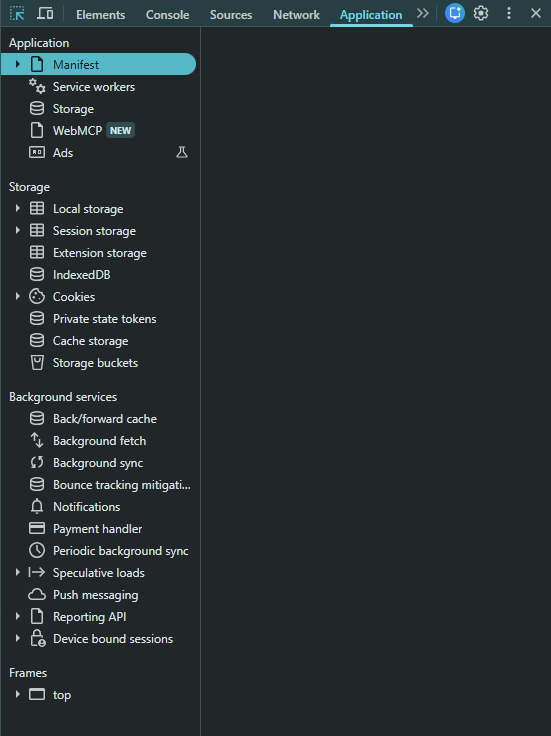 Elements Console Sources Network Application
Application
Manifest
Service workers
Storage
WebMCP NEW
Ads
Storage
Local storage
Session storage
Extension storage
IndexedDB
Cookies
Private state tokens
Cache storage
Storage buckets
Background services
Back/forward cache
Background fetch
Background sync
Bounce tracking mitigati...
Notifications
Payment handler
Periodic background sync
Speculative loads
Push messaging
Reporting API
Device bound sessions
Frames
top